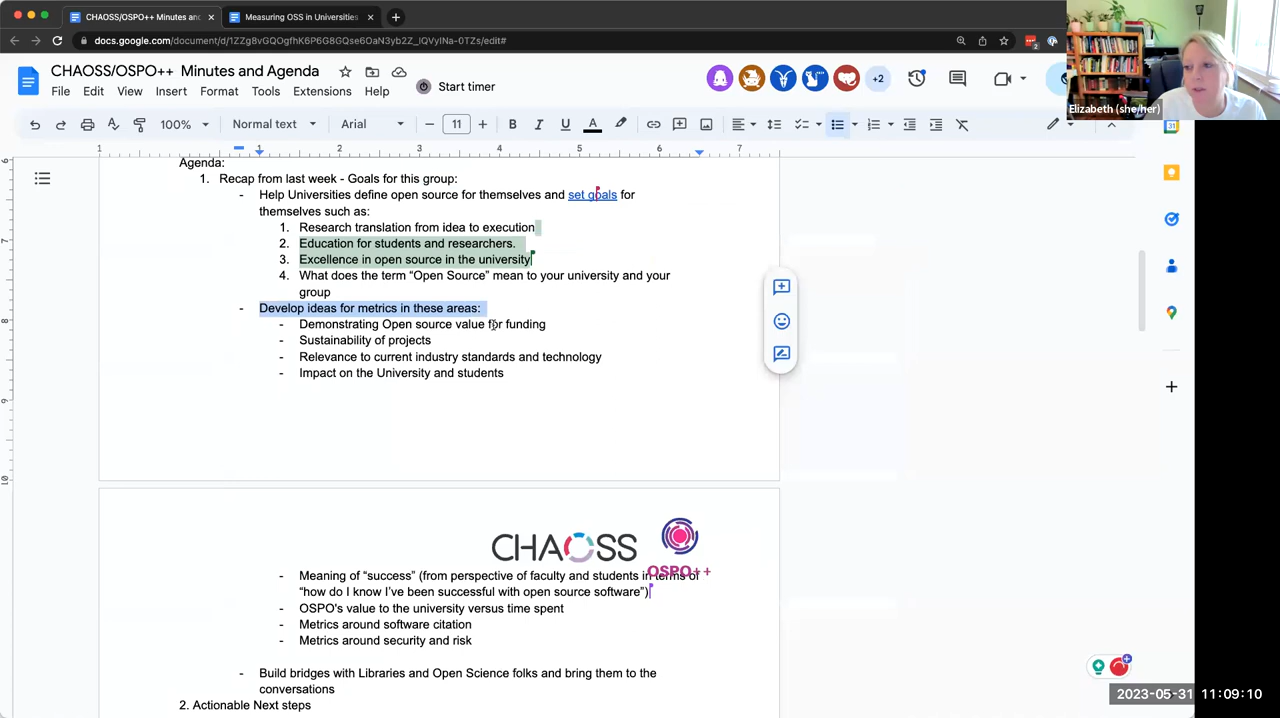 CHAOSS/OSPO++ Minutes and
Measuring OSS in Universities
docs.google.com/document/d/1ZZg8vGQOgfhK6P6G8GQse6OaN3yb2Z_lQVylNa-0TZs/edit#
CHAOSS/OSPO++ Minutes and Agenda
File Edit View Insert Format Tools Extensions Help
Start timer
+2
Elizabeth (she/her)
100% Normal text Arial 11
1 1 2 3 4 5 6 7
Agenda:
1. Recap from last week - Goals for this group:
- Help Universities define open source for themselves and set goals for
themselves such as:
1. Research translation from idea to execution
2. Education for students and researchers.
3. Excellence in open source in the university
4. What does the term “Open Source” mean to your university and your
group
- Develop ideas for metrics in these areas:
- Demonstrating Open source value for funding
- Sustainability of projects
- Relevance to current industry standards and technology
- Impact on the University and students
CHAOSS
OSPO++
- Meaning of “success” (from perspective of faculty and students in terms of
“how do I know I’ve been successful with open source software”)
- OSPO's value to the university versus time spent
- Metrics around software citation
- Metrics around security and risk
- Build bridges with Libraries and Open Science folks and bring them to the
conversations
2. Actionable Next steps
2023-05-31 11:09:10